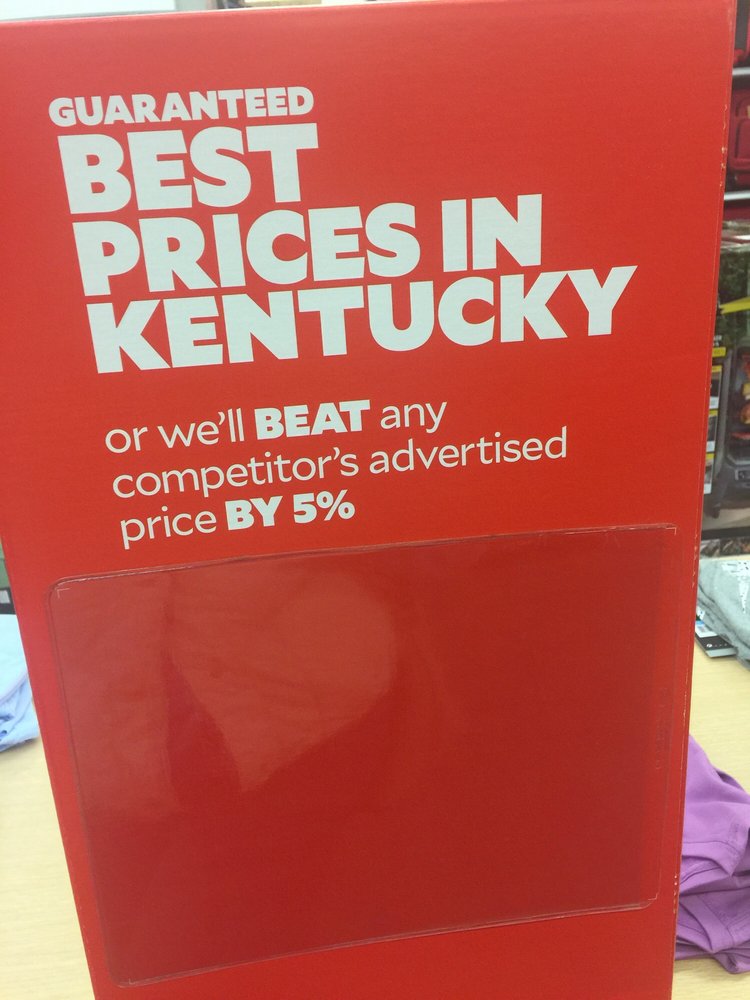 GUARANTEED
BEST
PRICES IN
KENTUCKY
or we'll BEAT any
competitor's advertised
price BY 5%